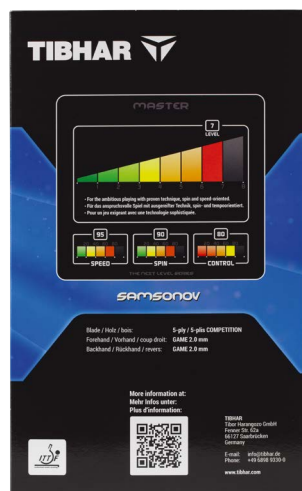 TIBHAR
MASTER
7
LEVEL
1 2 3 4 5 6 7 8
• For the ambitious playing with proven technique, spin and speed-oriented.
• Für das anspruchsvolle Spiel mit ausgereifter Technik, spin- und tempoorientiert.
• Pour un jeu exigeant avec une technologie sophistiquée.
95 90 80
SPEED SPIN CONTROL
THE NEXT LEVEL SERIES
SAMSONOV
Blade / Holz / bois: 5-ply / 5-plis COMPETITION
Forehand / Vorhand / coup droit: GAME 2.0 mm
Backhand / Rückhand / revers: GAME 2.0 mm
More information at:
Mehr Infos unter:
Plus d'information:
TIBHAR
Tibor Harangozo GmbH
Fenner Str. 62a
66127 Saarbrücken
Germany
E-mail: info@tibhar.de
Phone: +49 6898 9330-0
www.tibhar.com
ITTF